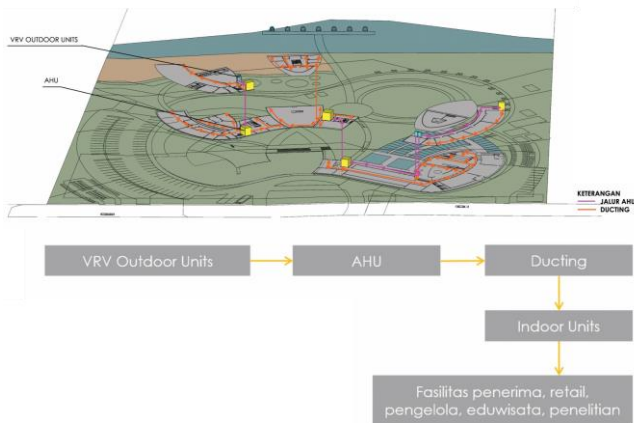 VRV OUTDOOR UNITS
AHU
KETERANGAN
JALUR AHU
DUCTING
VRV Outdoor Units
AHU
Ducting
Indoor Units
Fasilitas penerima, retail,
pengelola, eduwisata, penelitian